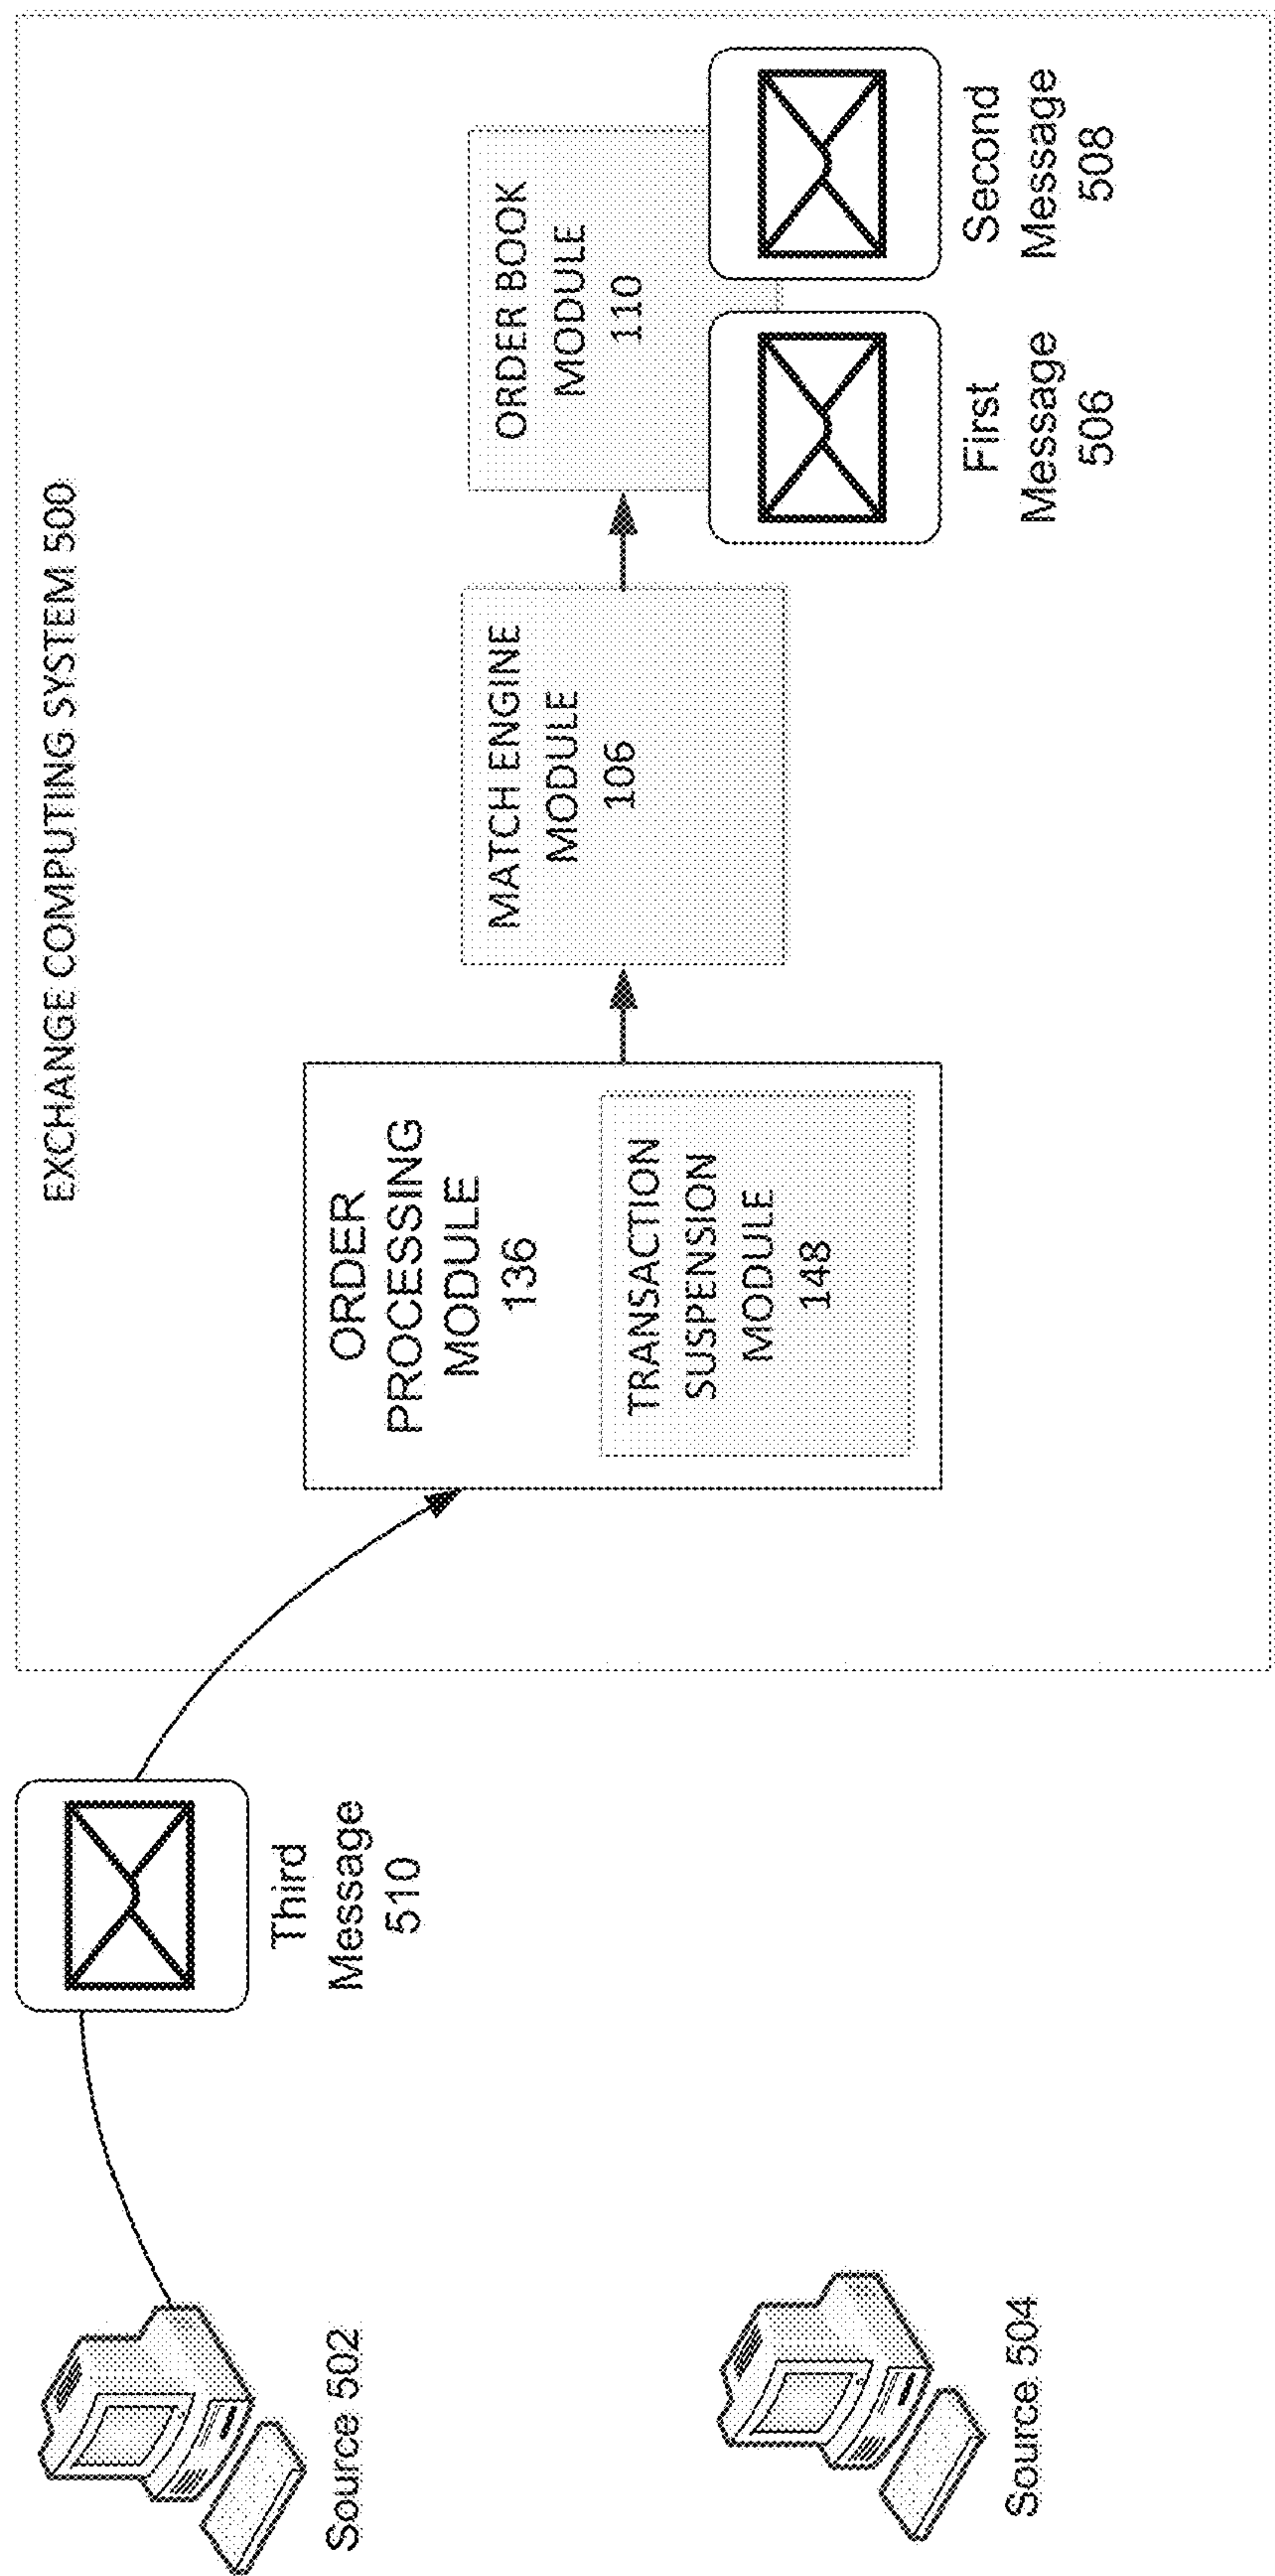 EXCHANGE COMPUTING SYSTEM 500
Third
Message
510
Source 502
Source 504
ORDER
PROCESSING
MODULE
136
TRANSACTION
SUSPENSION
MODULE
148
MATCH ENGINE
MODULE
106
ORDER BOOK
MODULE
110
First
Message
506
Second
Message
508